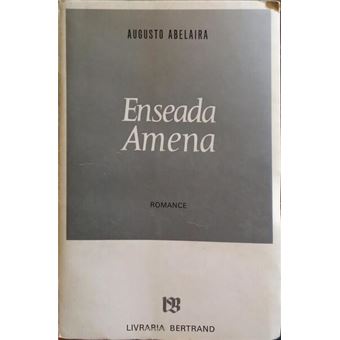 AUGUSTO ABELAIRA
Enseada
Amena
ROMANCE
LIVRARIA BERTRAND